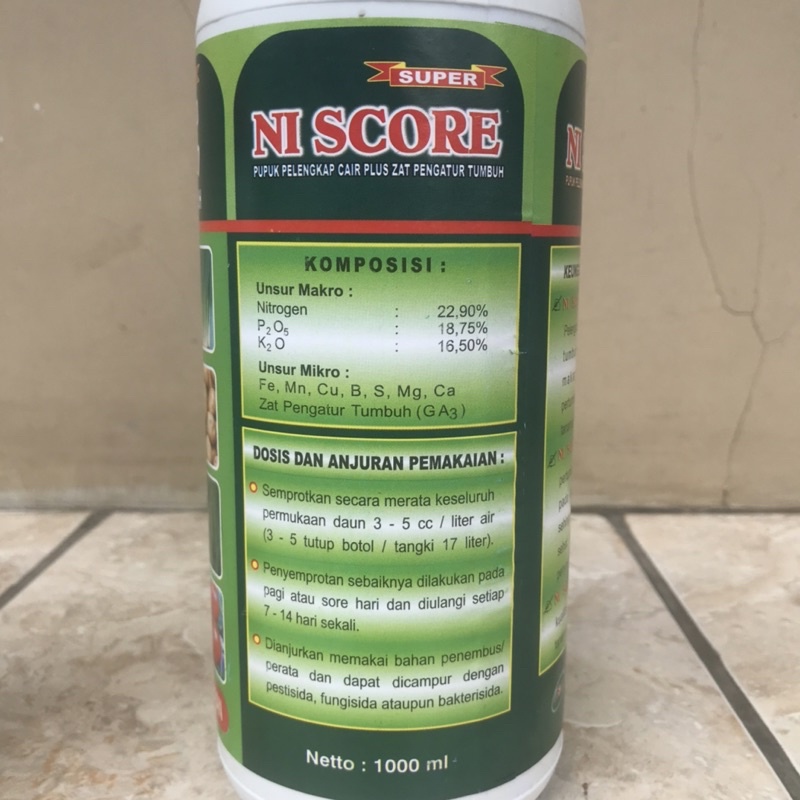 SUPER
NI SCORE
PUPUK PELENGKAP CAIR PLUS ZAT PENGATUR TUMBUH
KOMPOSISI :
Unsur Makro :
Nitrogen : 22,90%
P2O5 : 18,75%
K2O : 16,50%
Unsur Mikro :
Fe, Mn, Cu, B, S, Mg, Ca
Zat Pengatur Tumbuh (GA3)
DOSIS DAN ANJURAN PEMAKAIAN :
Semprotkan secara merata keseluruh
permukaan daun 3 - 5 cc / liter air
(3 - 5 tutup botol / tangki 17 liter).
Penyemprotan sebaiknya dilakukan pada
pagi atau sore hari dan diulangi setiap
7 - 14 hari sekali.
Dianjurkan memakai bahan penembus/
perata dan dapat dicampur dengan
pestisida, fungisida ataupun bakterisida.
Netto : 1000 ml